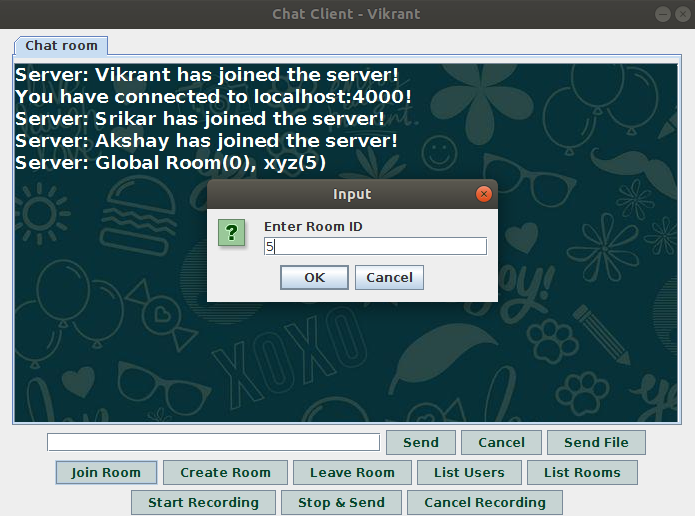 Chat Client - Vikrant
Chat room
Server: Vikrant has joined the server!
You have connected to localhost:4000!
Server: Srikar has joined the server!
Server: Akshay has joined the server!
Server: Global Room(0), xyz(5)
Input
?
Enter Room ID
5
OK Cancel
XOXO
Send Cancel Send File
Join Room Create Room Leave Room List Users List Rooms
Start Recording Stop & Send Cancel Recording